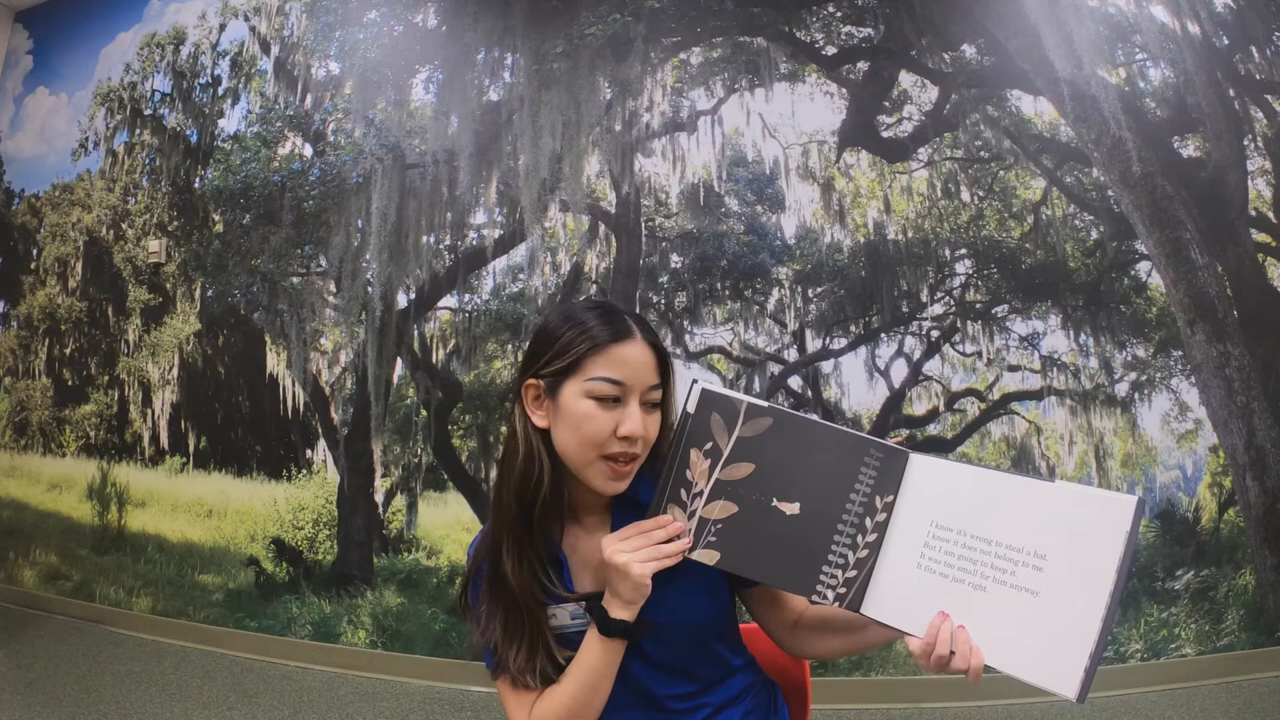 I know it's wrong to steal a hat.
I know it does not belong to me.
But I am going to keep it.
It was too small for him anyway.
It fits me just right.